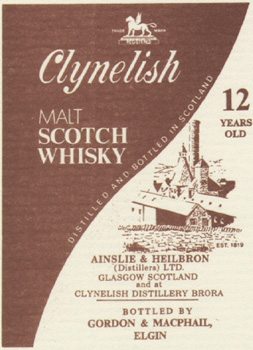 TRADE MARK
Clynelish
12
YEARS
OLD
MALT
SCOTCH
WHISKY
DISTILLED AND BOTTLED IN SCOTLAND
EST. 1819
AINSLIE & HEILBRON
(Distillers) LTD.
GLASGOW SCOTLAND
and at
CLYNELISH DISTILLERY BRORA
BOTTLED BY
GORDON & MACPHAIL,
ELGIN